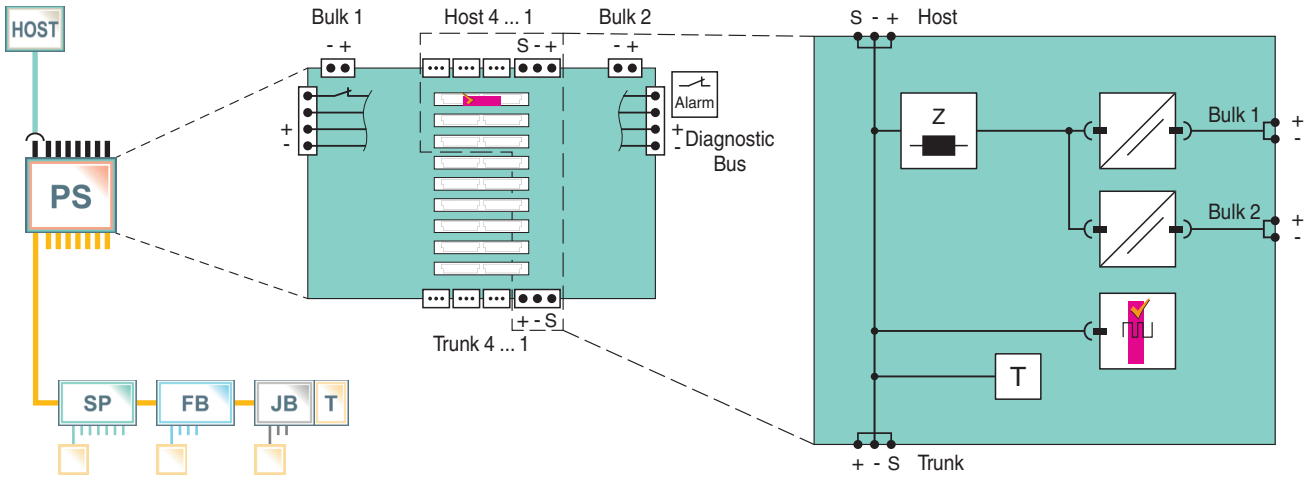 HOST
PS
SP
FB
JB
T
Bulk 1
Host 4 ... 1
Bulk 2
- +
S - +
- +
Alarm
+
-
+
-
Diagnostic
Bus
+ - S
Trunk 4 ... 1
S - +
Host
Z
Bulk 1
+
-
Bulk 2
+
-
T
+ - S
Trunk